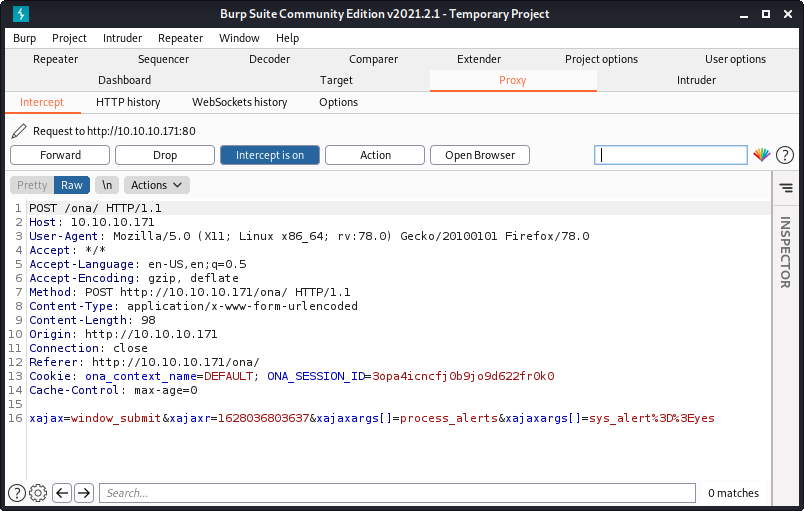 Burp Suite Community Edition v2021.2.1 - Temporary Project
Burp Project Intruder Repeater Window Help
Repeater Sequencer Decoder Comparer Extender Project options User options
Dashboard Target Proxy Intruder
Intercept HTTP history WebSockets history Options
Request to http://10.10.10.171:80
Forward Drop Intercept is on Action Open Browser ?
Pretty Raw \n Actions
INSPECTOR
1 POST /ona/ HTTP/1.1
2 Host: 10.10.10.171
3 User-Agent: Mozilla/5.0 (X11; Linux x86_64; rv:78.0) Gecko/20100101 Firefox/78.0
4 Accept: */*
5 Accept-Language: en-US,en;q=0.5
6 Accept-Encoding: gzip, deflate
7 Method: POST http://10.10.10.171/ona/ HTTP/1.1
8 Content-Type: application/x-www-form-urlencoded
9 Content-Length: 98
10 Origin: http://10.10.10.171
11 Connection: close
12 Referer: http://10.10.10.171/ona/
13 Cookie: ona_context_name=DEFAULT; ONA_SESSION_ID=3opa4icncfj0b9jo9d622fr0k0
14 Cache-Control: max-age=0
15
16 xajax=window_submit&xajaxr=1628036803637&xajaxargs[]=process_alerts&xajaxargs[]=sys_alert%3D%3Eyes
? Search... 0 matches